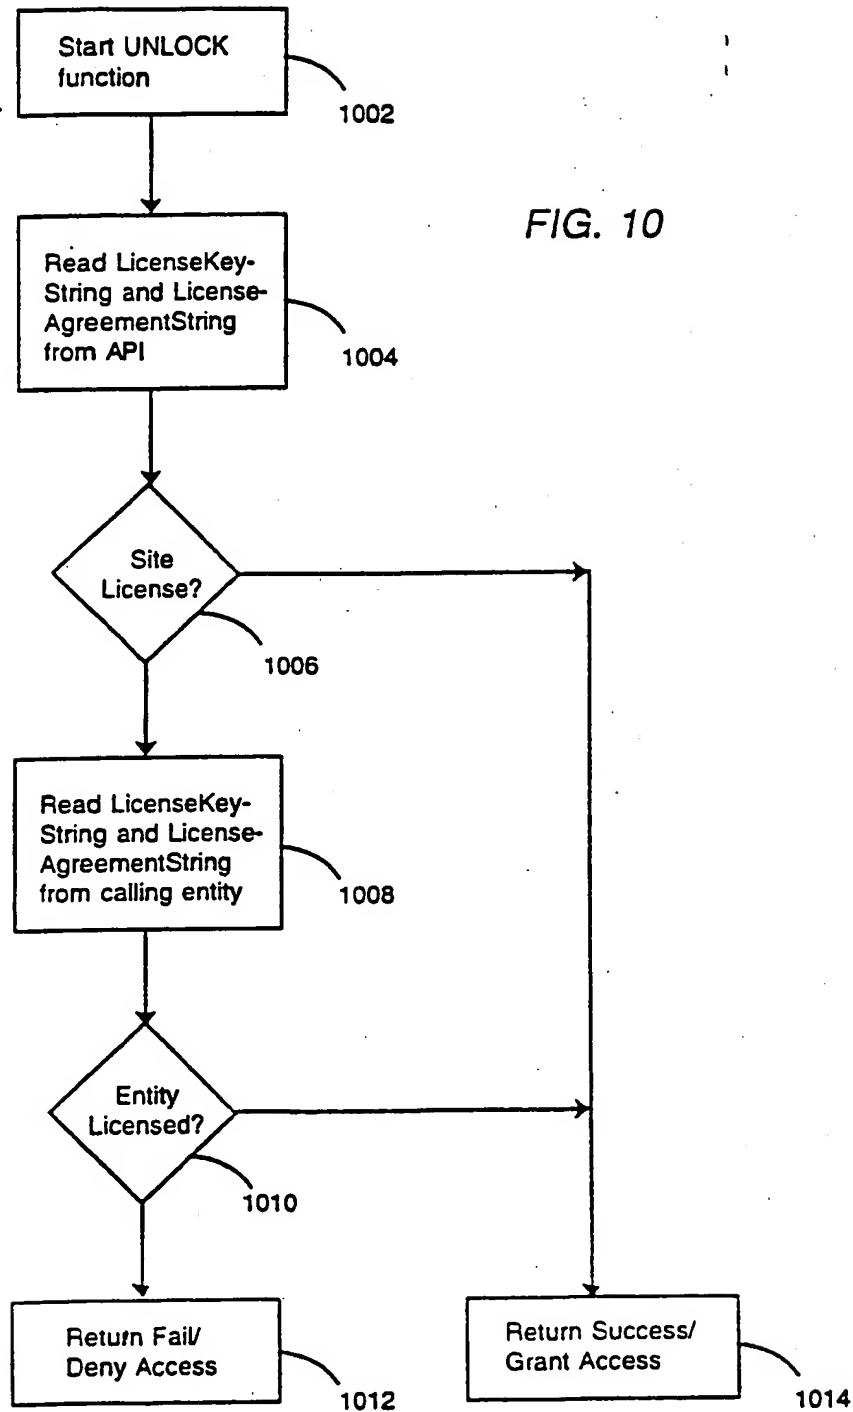 Start UNLOCK
function
1002
FIG. 10
Read LicenseKey-
String and License-
AgreementString
from API
1004
Site
License?
1006
Read LicenseKey-
String and License-
AgreementString
from calling entity
1008
Entity
Licensed?
1010
Return Fail/
Deny Access
1012
Return Success/
Grant Access
1014